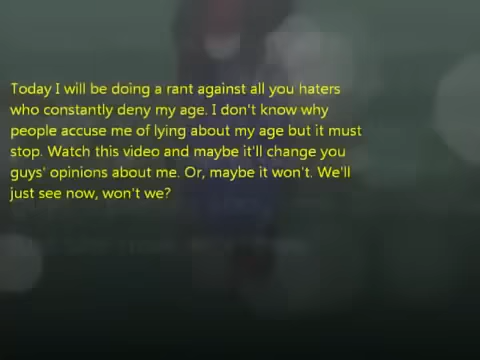 Today I will be doing a rant against all you haters
who constantly deny my age. I don't know why
people accuse me of lying about my age but it must
stop. Watch this video and maybe it'll change you
guys' opinions about me. Or, maybe it won't. We'll
just see now, won't we?